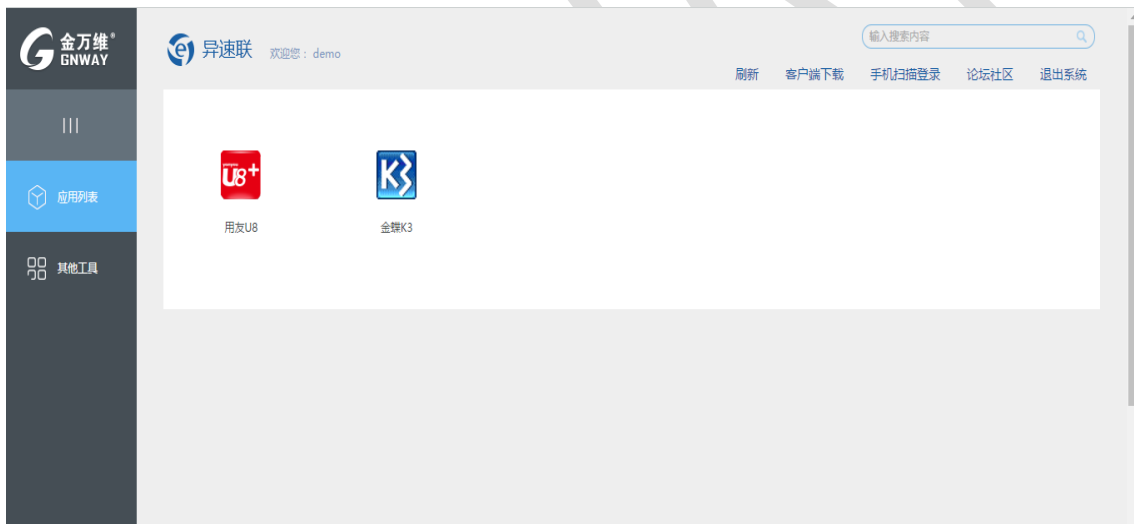 金万维®
GNWAY
异速联 欢迎您：demo
输入搜索内容
刷新 客户端下载 手机扫描登录 论坛社区 退出系统
应用列表
其他工具
U8+
K3
用友U8
金蝶K3